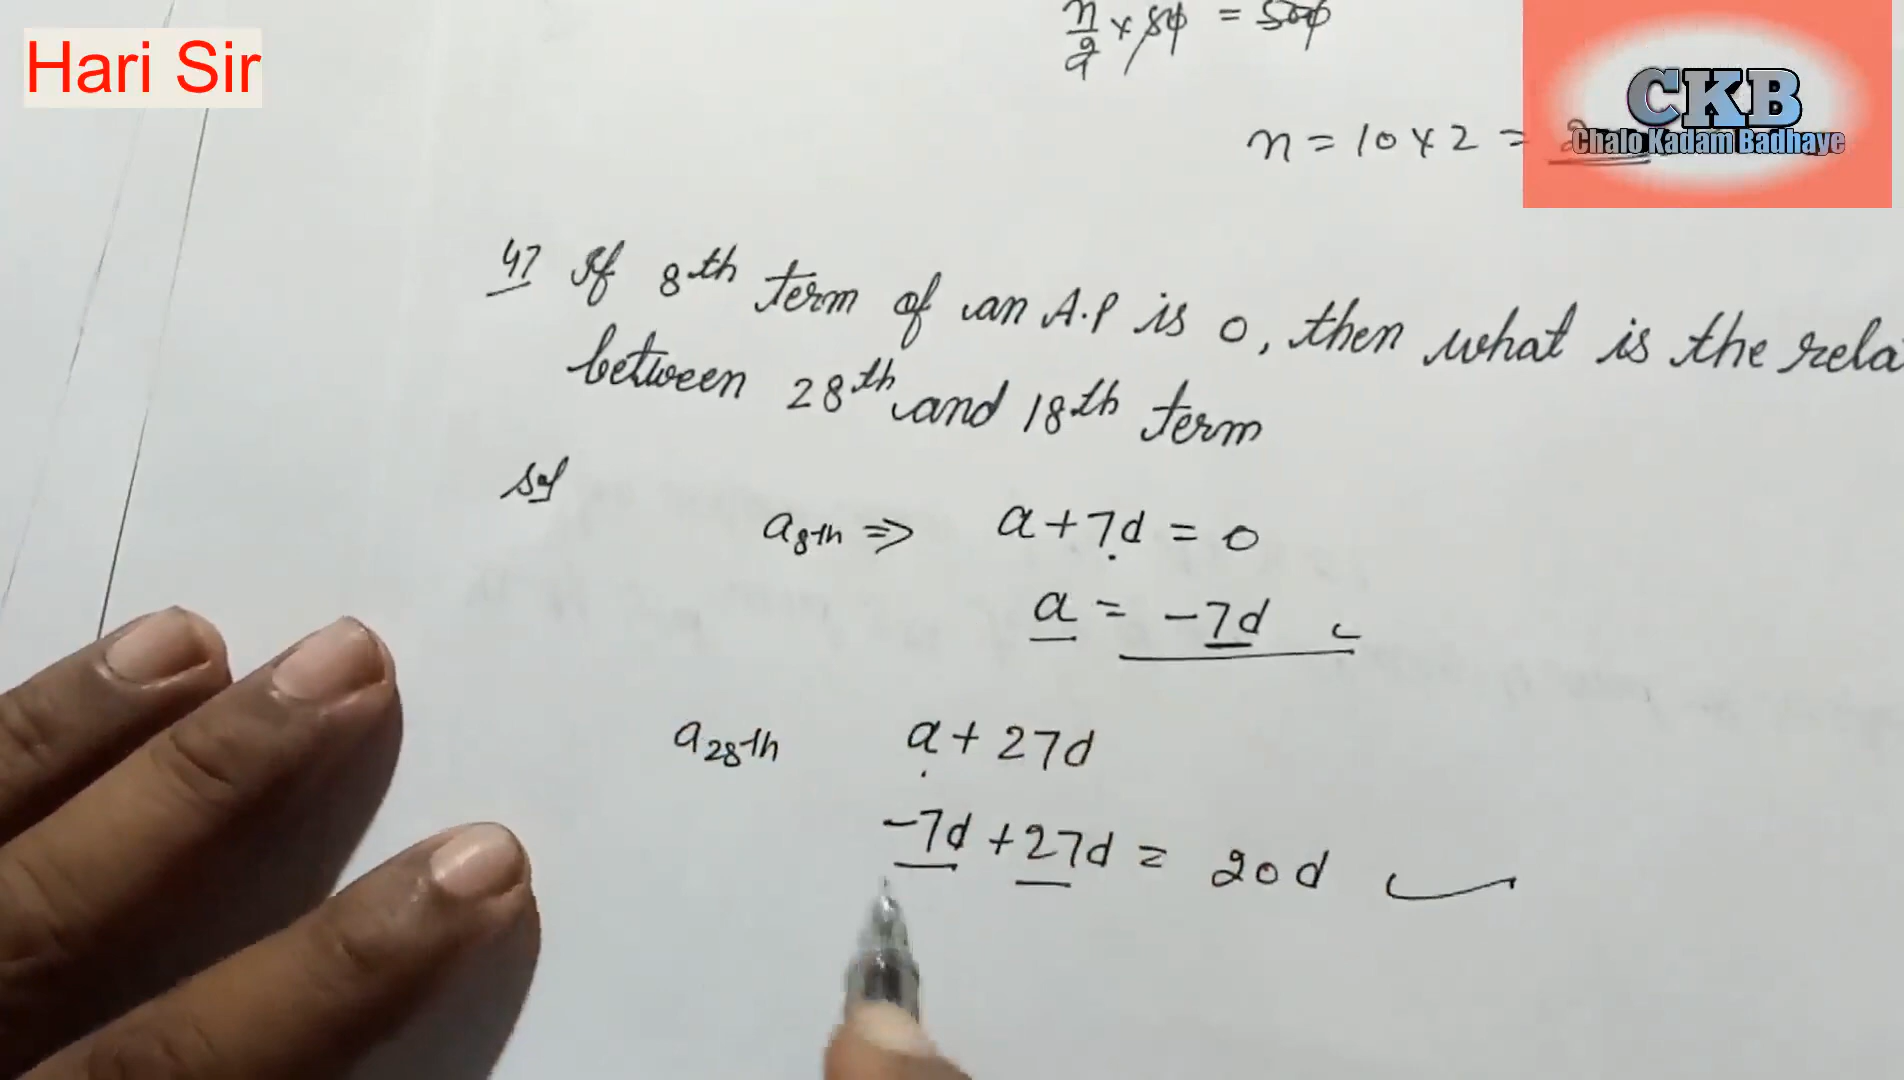 Hari Sir
CKB
Chalo Kadam Badhaye
n/2 × 50 = 500
n = 10 × 2 =
47 If 8th term of an A.P is 0, then what is the rela
between 28th and 18th term
Sol
a8th ⇒ a + 7d = 0
a = -7d
a28th a + 27d
-7d + 27d = 20d